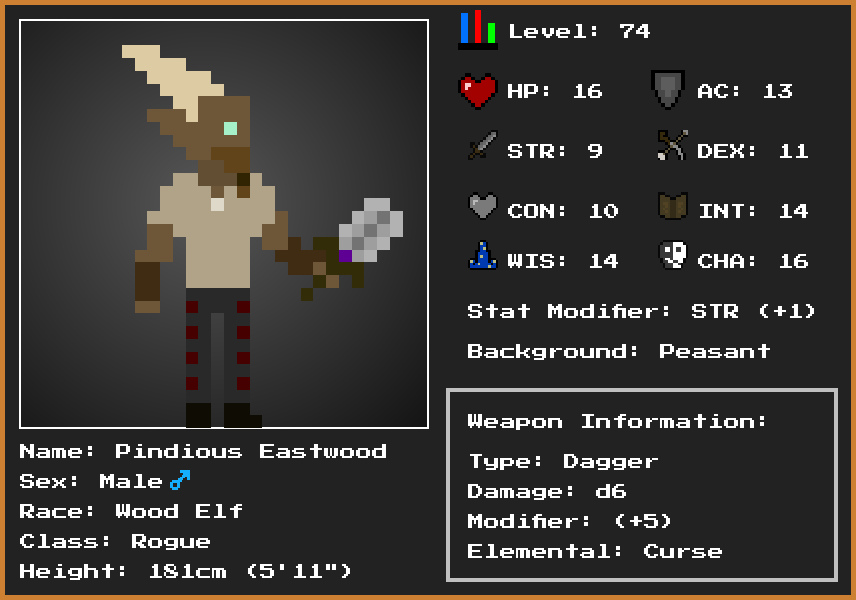 Level: 74
HP: 16
AC: 13
STR: 9
DEX: 11
CON: 10
INT: 14
WIS: 14
CHA: 16
Stat Modifier: STR (+1)
Background: Peasant
Weapon Information:
Type: Dagger
Damage: d6
Modifier: (+5)
Elemental: Curse
Name: Pindious Eastwood
Sex: Male ♂
Race: Wood Elf
Class: Rogue
Height: 181cm (5'11")